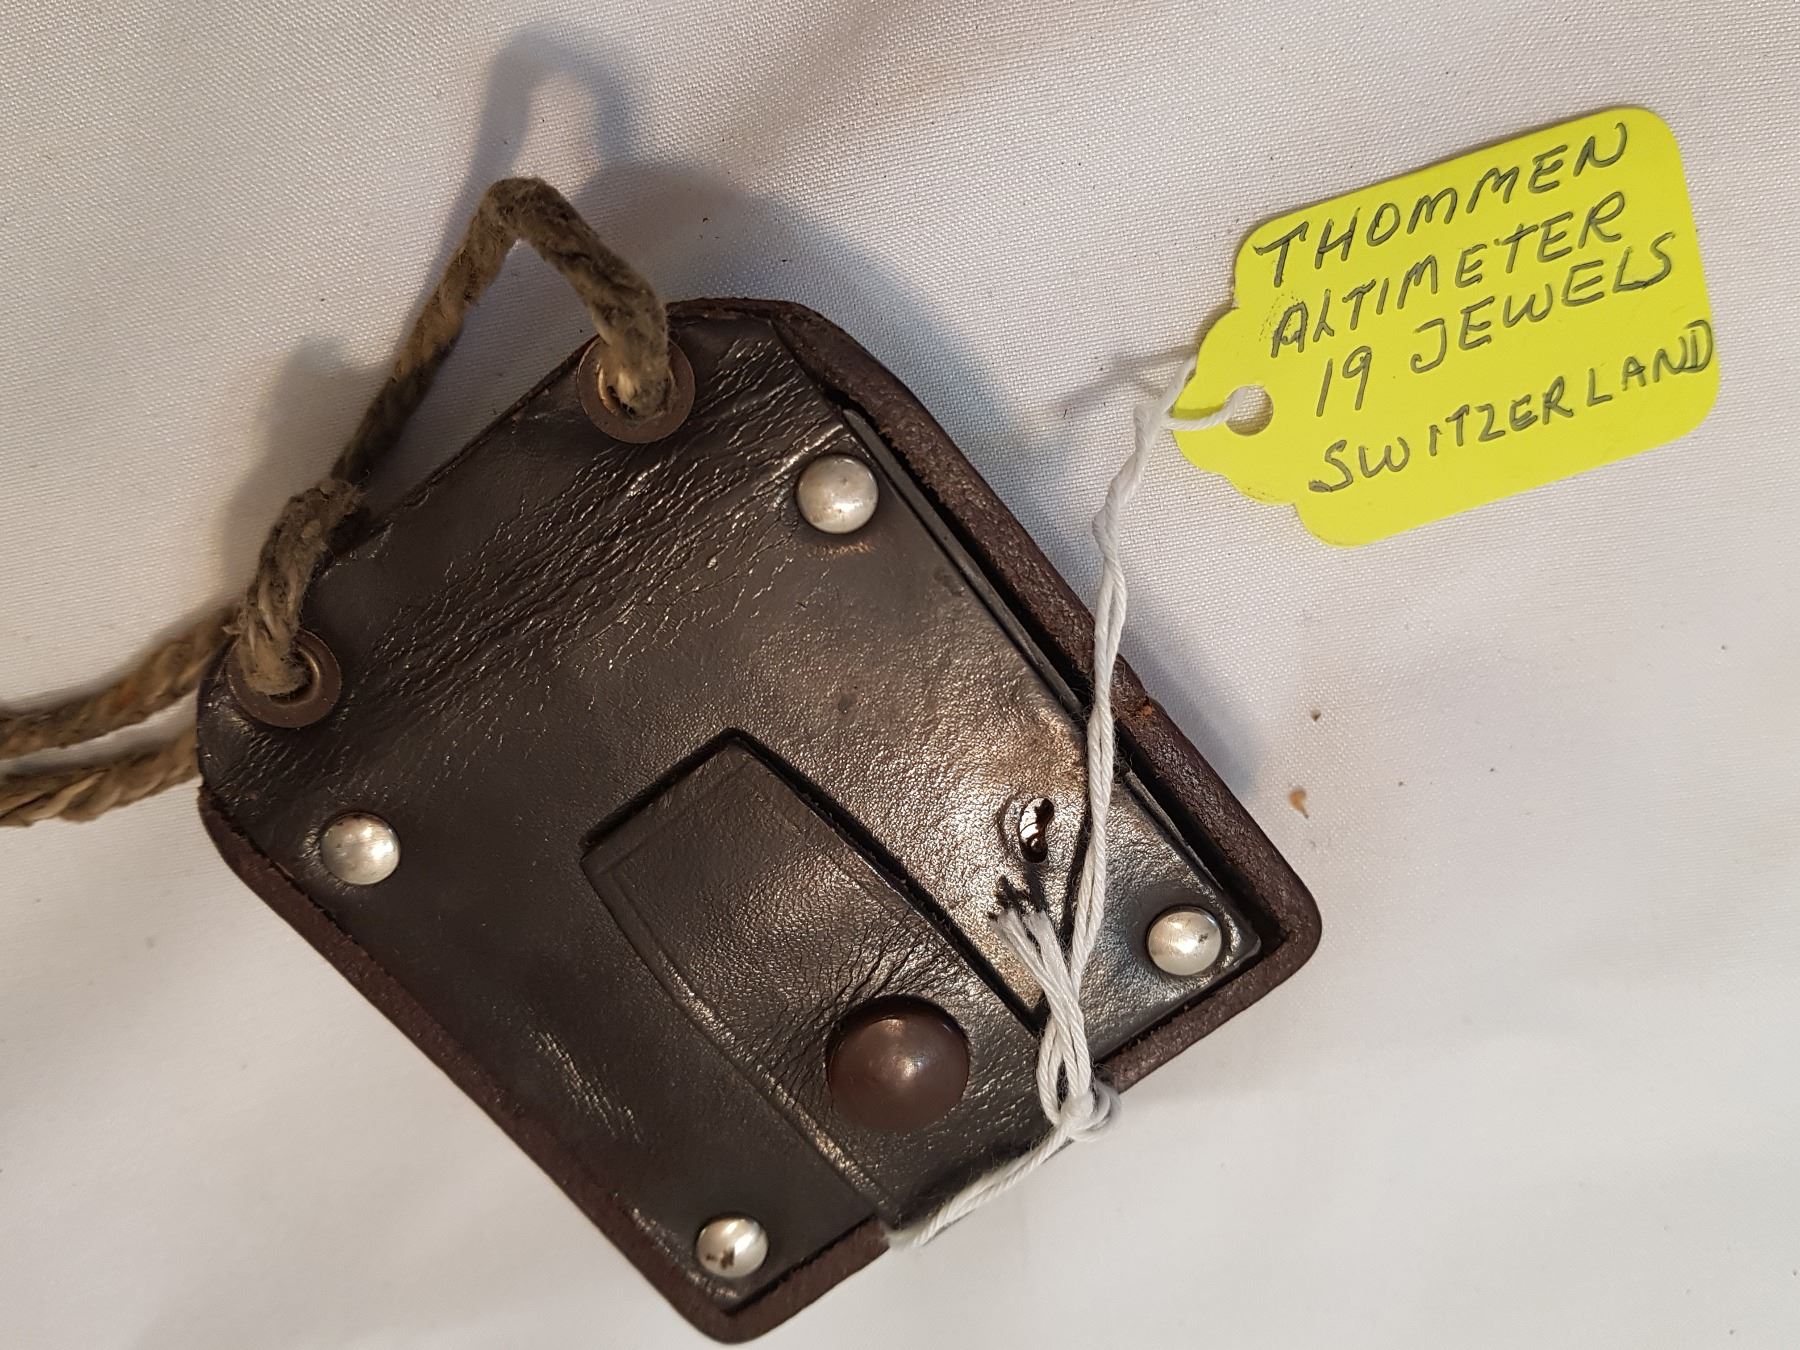 THOMMEN
ALTIMETER
19 JEWELS
SWITZERLAND